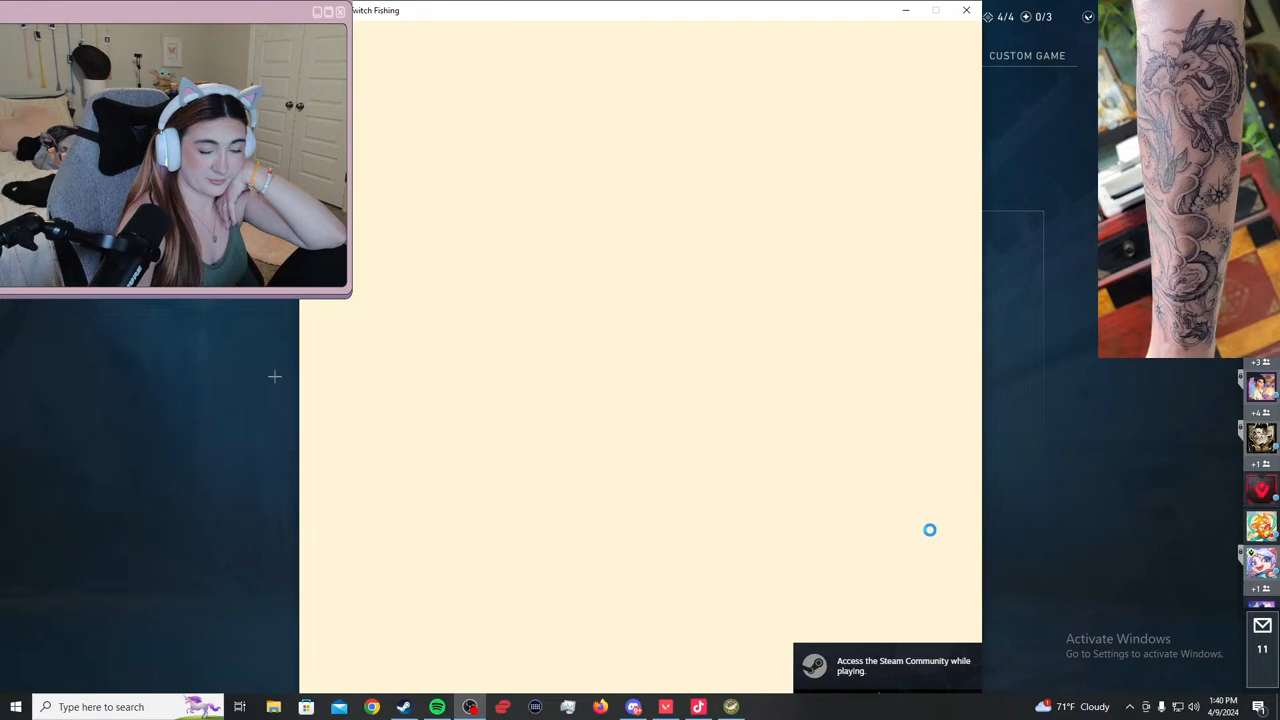 witch Fishing
4/4
0/3
CUSTOM GAME
+3
+4
+1
+1
11
Access the Steam Community while
playing.
Activate Windows
Go to Settings to activate Windows.
Type here to search
71°F Cloudy
1:40 PM
4/9/2024